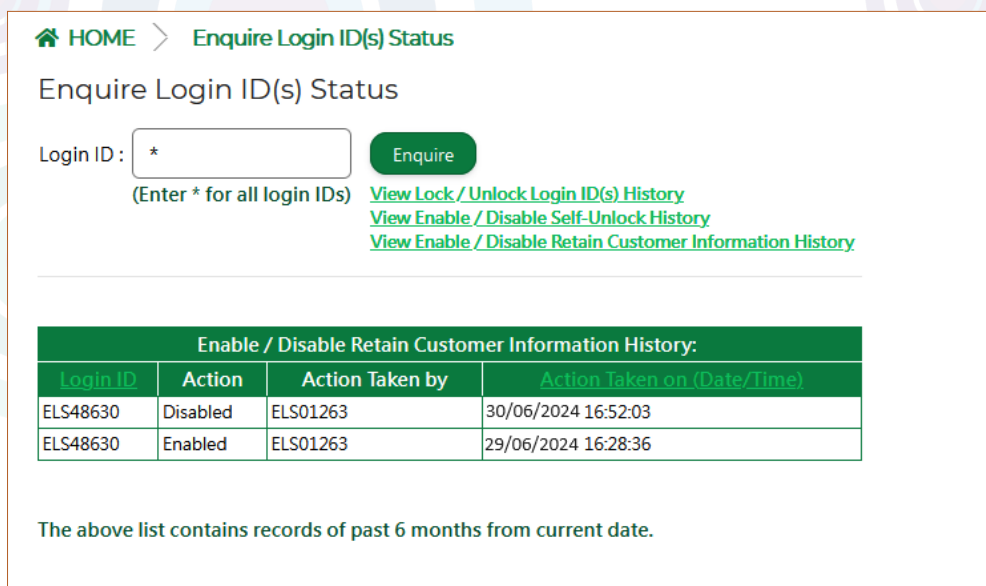 HOME > Enquire Login ID(s) Status
Enquire Login ID(s) Status
Login ID : * Enquire
(Enter * for all login IDs) View Lock / Unlock Login ID(s) History
View Enable / Disable Self-Unlock History
View Enable / Disable Retain Customer Information History
Enable / Disable Retain Customer Information History:
Login ID Action Action Taken by Action Taken on (Date/Time)
ELS48630 Disabled ELS01263 30/06/2024 16:52:03
ELS48630 Enabled ELS01263 29/06/2024 16:28:36
The above list contains records of past 6 months from current date.